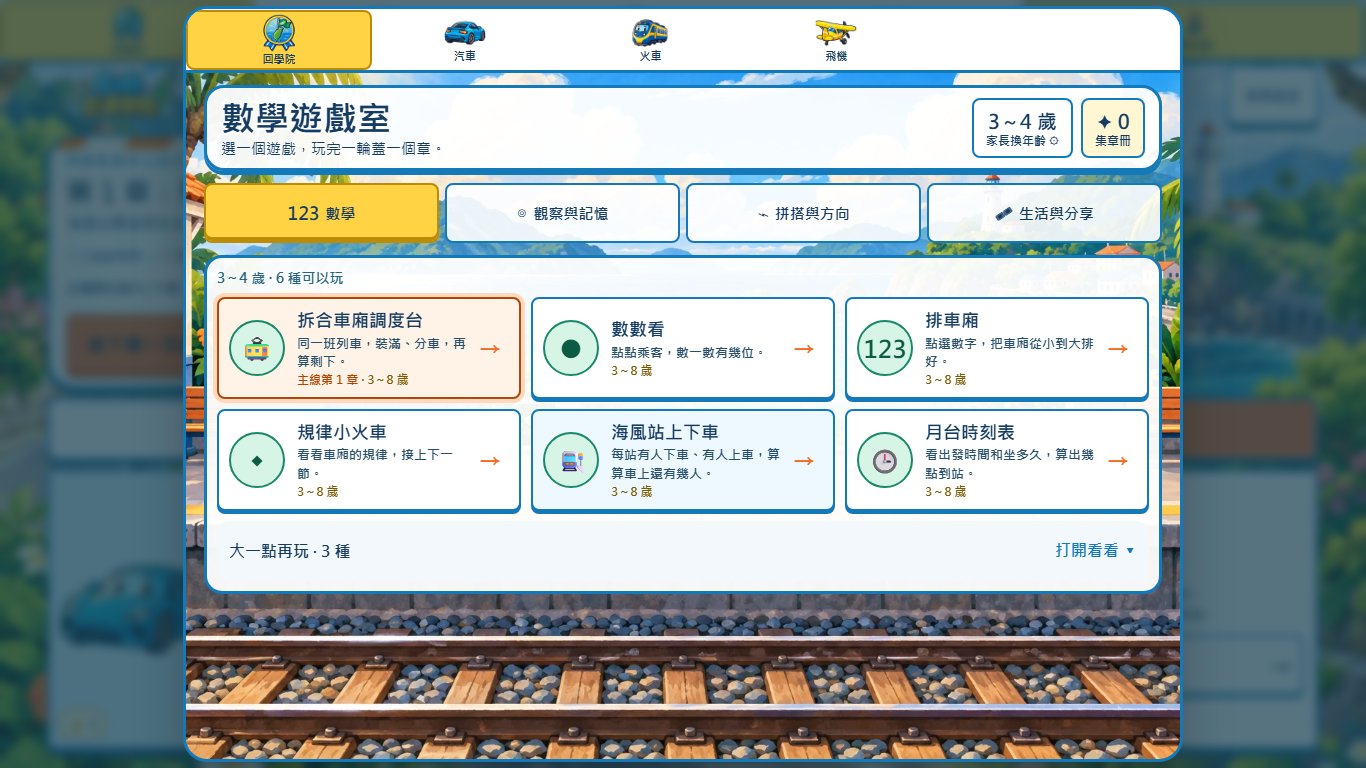 回學院
汽車
火車
飛機
數學遊戲室
選一個遊戲，玩完一輪蓋一個章。
3～4 歲
家長換年齡 ⚙
✦ 0
集章冊
123 數學
◎ 觀察與記憶
拼搭與方向
生活與分享
3～4 歲 · 6 種可以玩
拆合車廂調度台
同一班列車，裝滿、分車，再
算剩下。
主線第 1 章 · 3～8 歲
→
數數看
點點乘客，數一數有幾位。
3～8 歲
→
123
排車廂
點選數字，把車廂從小到大排
好。
3～8 歲
→
規律小火車
看看車廂的規律，接上下一
節。
3～8 歲
→
海風站上下車
每站有人下車、有人上車，算
算車上還有幾人。
3～8 歲
→
月台時刻表
看出發時間和坐多久，算出幾
點到站。
3～8 歲
→
大一點再玩 · 3 種
打開看看 ▼